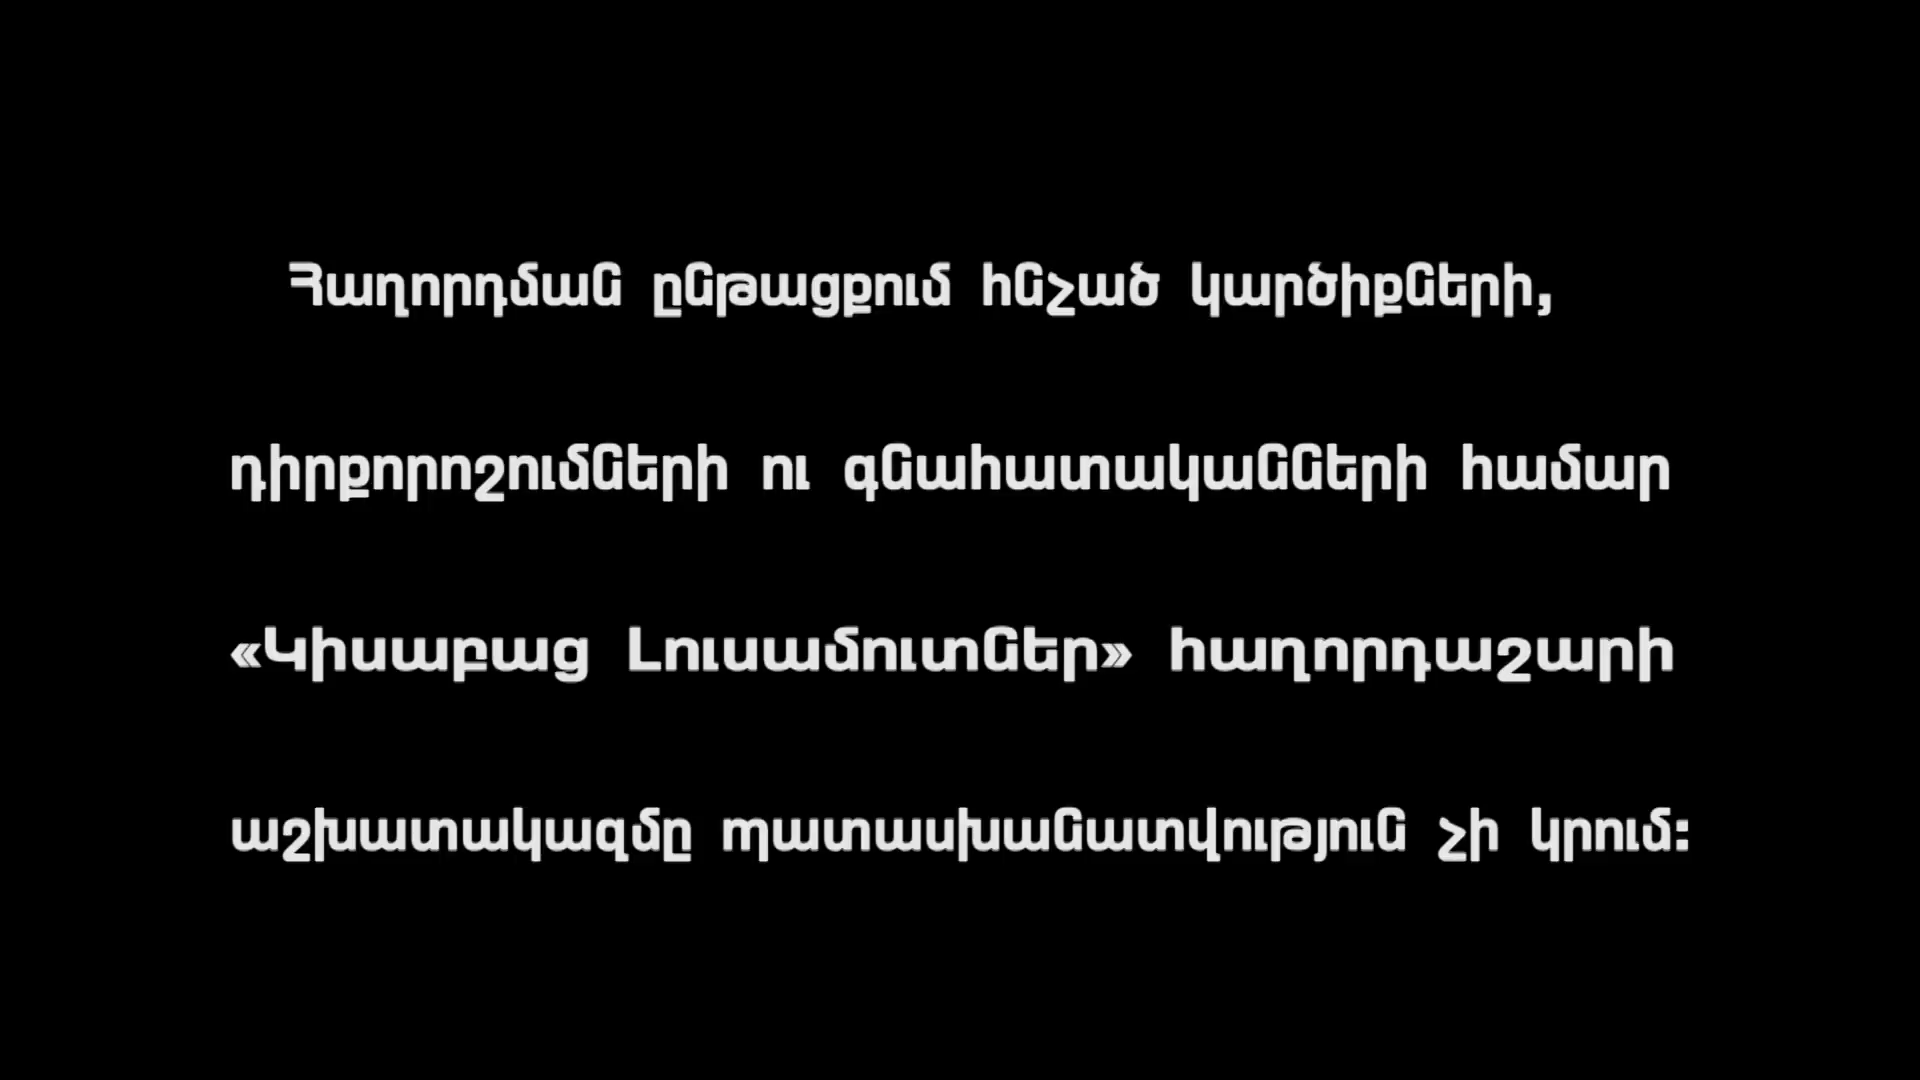 Հաղորդման ընթացքում հնչած կարծիքների,
դիրքորոշումների ու գնահատականների համար
«Կիսաբաց Լուսամուտներ» հաղորդաշարի
աշխատակազմը պատասխանատվություն չի կրում: